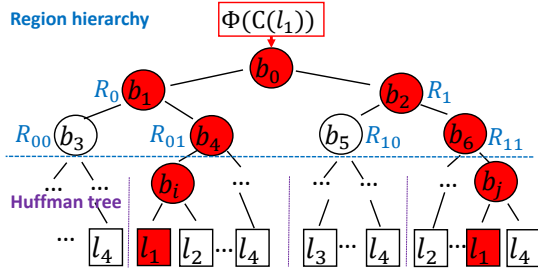 Region hierarchy
Φ(C(l₁))
b₀
R₀ b₁ b₂ R₁
R₀₀ b₃ R₀₁ b₄ b₅ R₁₀ b₆ R₁₁
... ... bᵢ ... ... ... ... bⱼ
Huffman tree
... l₄ l₁ l₂ ... l₄ l₃ ... l₄ l₂ ... l₁ l₄